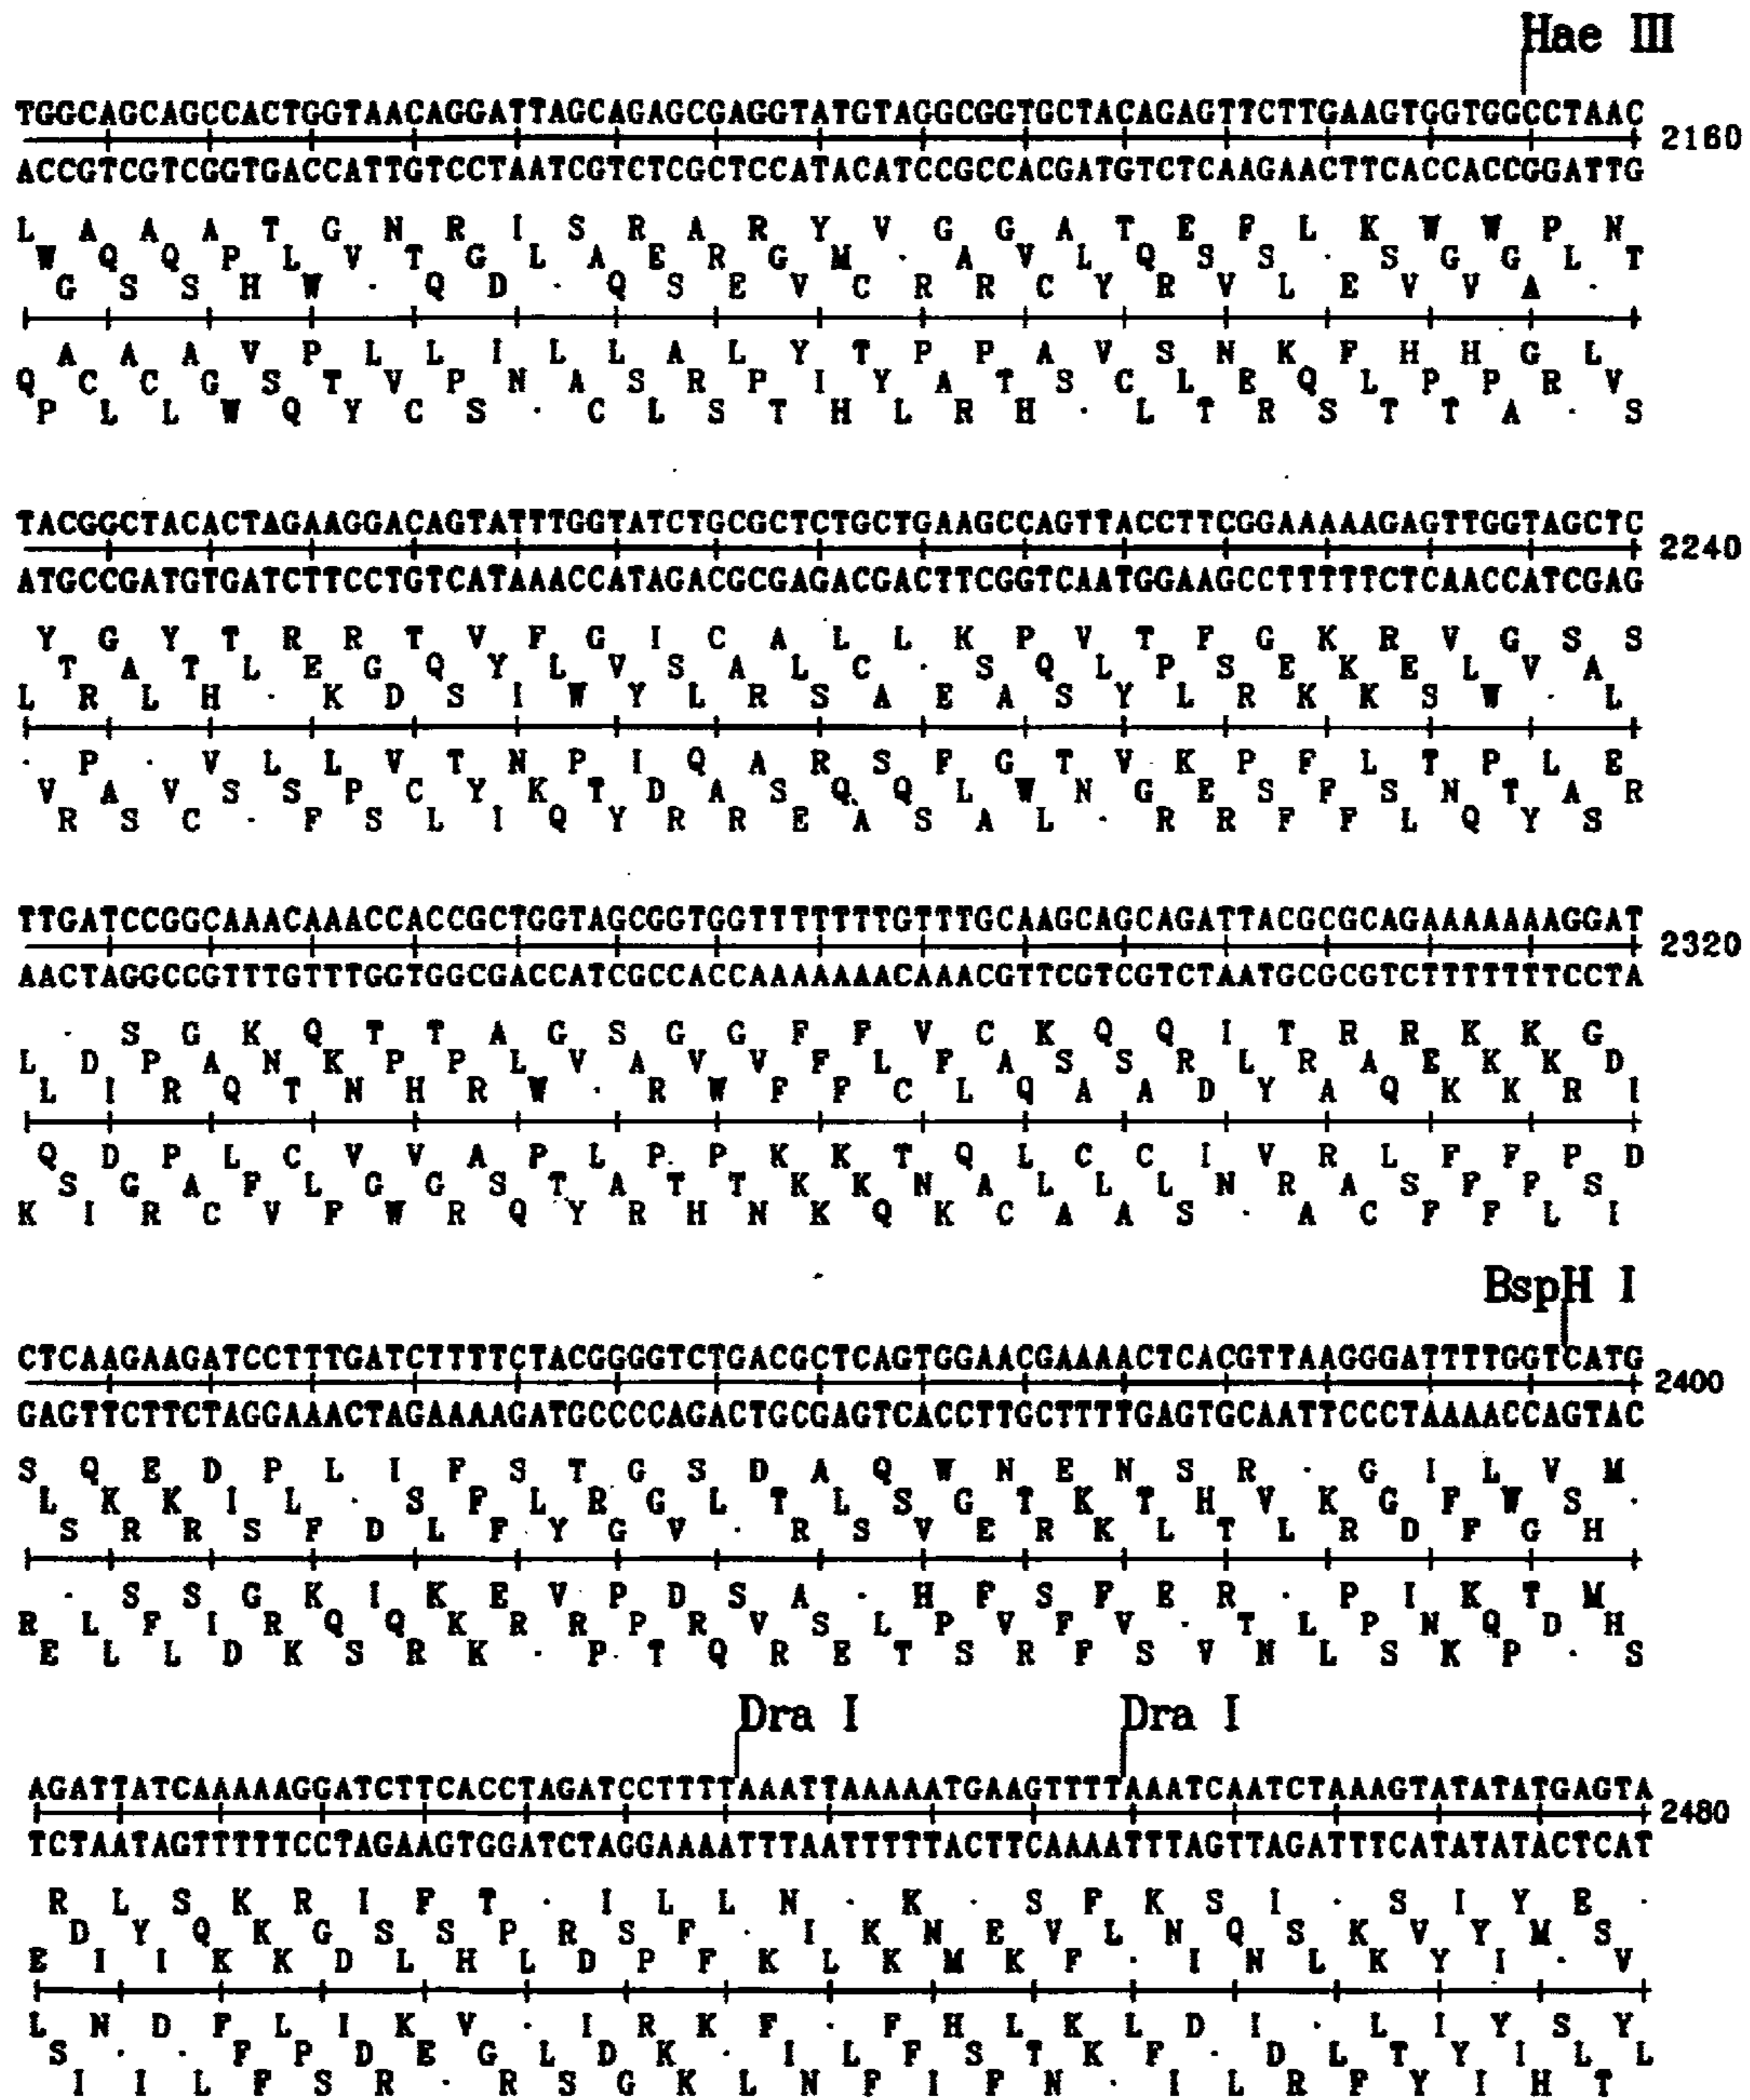 Hae III
TGGCAGCAGCCACTGGTAACAGGATTAGCAGAGCGAGGTATGTAGGCGGTGCTACAGAGTTCTTGAAGTGGTGGCCTAAC
2160
ACCGTCGTCGGTGACCATTGTCCTAATCGTCTCGCTCCATACATCCGCCACGATGTCTCAAGAACTTCACCACCGGATTG
L A A A T G N R I S R A R Y V G G A T E F L K W W P N
W Q Q P L V T G L A E R G M · A V L Q S S · S G G L T
G S S H W · Q D · Q S E V C R R C Y R V L E V V A ·
A A A V P L L I L L A L Y T P P A V S N K F H H G L
Q C C G S T V P N A S R P I Y A T S C L E Q L P P R V
P L L W Q Y C S · C L S T H L R H · L T R S T T A · S
TACGGCTACACTAGAAGGACAGTATTTGGTATCTGCGCTCTGCTGAAGCCAGTTACCTTCGGAAAAAGAGTTGGTAGCTC
2240
ATGCCGATGTGATCTTCCTGTCATAAACCATAGACGCGAGACGACTTCGGTCAATGGAAGCCTTTTTCTCAACCATCGAG
Y G Y T R R T V F G I C A L L K P V T F G K R V G S S
T A T L E G Q Y L V S A L C · S Q L P S E K E L V A
L R L H · K D S I W Y L R S A E A S Y L R K K S W · L
· P · V L L V T N P I Q A R S F G T V K P F L T P L E
V A V S S P C Y K T D A S Q Q L W N G E S F S N T A R
R S C · F S L I Q Y R R E A S A L · R R F F L Q Y S
TTGATCCGGCAAACAAACCACCGCTGGTAGCGGTGGTTTTTTTGTTTGCAAGCAGCAGATTACGCGCAGAAAAAAAGGAT
2320
AACTAGGCCGTTTGTTTGGTGGCGACCATCGCCACCAAAAAAACAAACGTTCGTCGTCTAATGCGCGTCTTTTTTTCCTA
· S G K Q T T A G S G G F F V C K Q Q I T R R K K G
L D P A N K P P L V A V V F L F A S S R L R A E K K D
L I R Q T N H R W · R W F F C L Q A A D Y A Q K K R I
Q D P L C V V A P L P P K K T Q L C C I V R L F F P D
S G A F L G G S T A T T K K N A L L L N R A S F F S
K I R C V F W R Q Y R H N K Q K C A A S · A C F F L I
BspH I
CTCAAGAAGATCCTTTGATCTTTTCTACGGGGTCTGACGCTCAGTGGAACGAAAACTCACGTTAAGGGATTTTGGTCATG
2400
GAGTTCTTCTAGGAAACTAGAAAAGATGCCCCAGACTGCGAGTCACCTTGCTTTTGAGTGCAATTCCCTAAAACCAGTAC
S Q E D P L I F S T G S D A Q W N E N S R · G I L V M
L K K I L · S F L R G L T L S G T K T H V K G F W S ·
S R R S F D L F Y G V · R S V E R K L T L R D F G H
· S S G K I K E V P D S A · H F S F E R · P I K T M
R L F I R Q Q K R R P R V S L P V F V · T L P N Q D H
E L L D K S R K · P T Q R E T S R F S V N L S K P · S
Dra I Dra I
AGATTATCAAAAAGGATCTTCACCTAGATCCTTTTAAATTAAAAATGAAGTTTTAAATCAATCTAAAGTATATATGAGTA
2480
TCTAATAGTTTTTCCTAGAAGTGGATCTAGGAAAATTTAATTTTTACTTCAAAATTTAGTTAGATTTCATATATACTCAT
R L S K R I F T · I L L N · K · S F K S I · S I Y E ·
D Y Q K G S S P R S F · I K N E V L N Q S K V Y M S
E I I K K D L H L D P F K L K M K F · I N L K Y I · V
L N D F L I K V · I R K F · F H L K L D I · L I Y S Y
S · · F P D E G L D K · I L F S T K F · D L T Y I L L
I I L F S R · R S G K L N F I F N · I L R F Y I H T